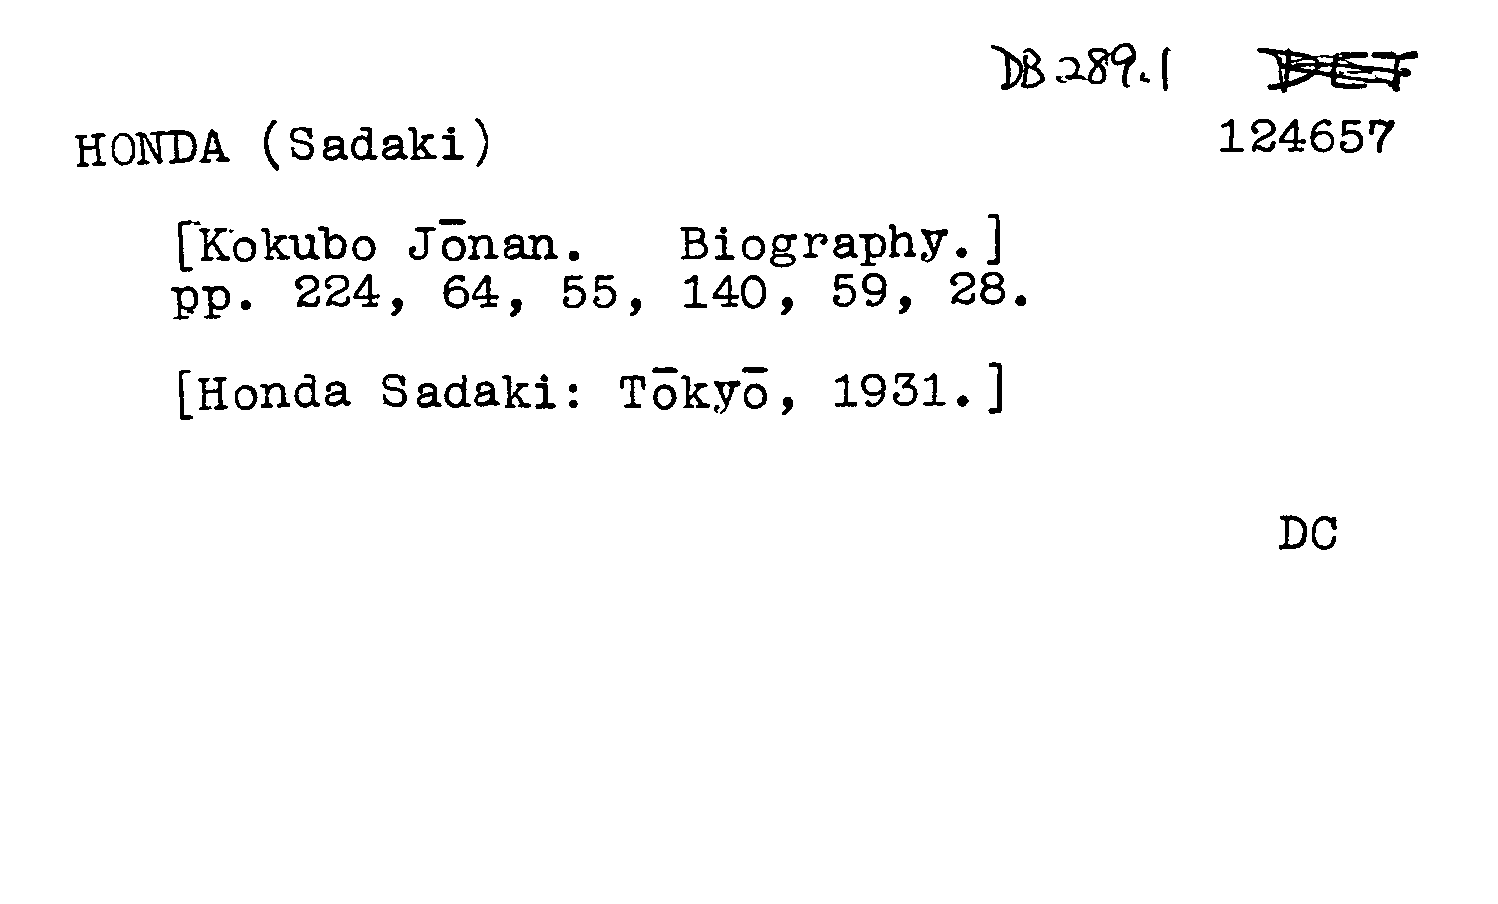 DB 289.1
HONDA (Sadaki) 124657
[Kokubo Jōnan. Biography.]
pp. 224, 64, 55, 140, 59, 28.
[Honda Sadaki: Tōkyō, 1931.]
DC